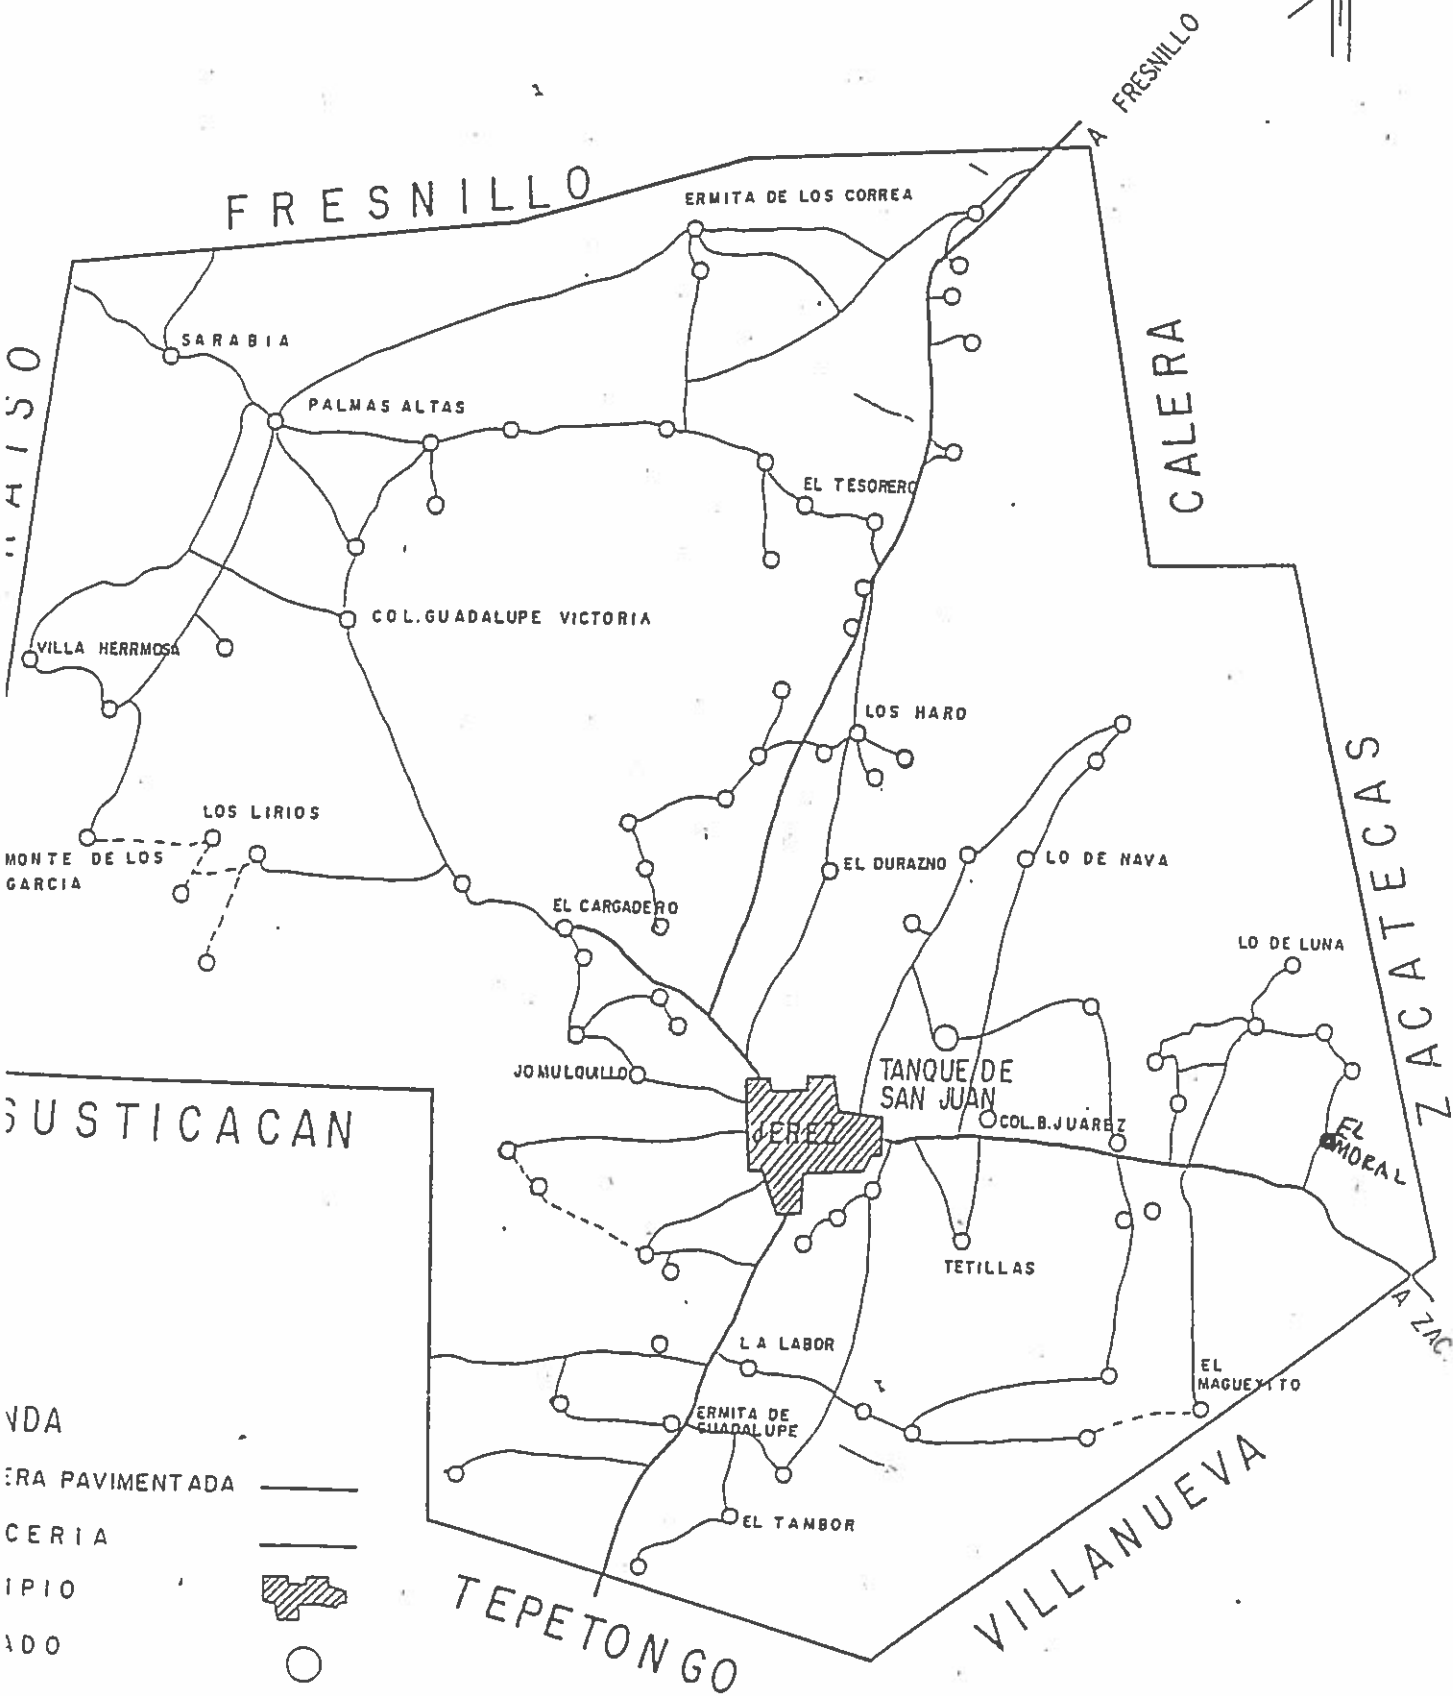 A FRESNILLO
FRESNILLO
ERMITA DE LOS CORREA
SARABIA
CALERA
PALMAS ALTAS
EL TESORERO
COL. GUADALUPE VICTORIA
VILLA HERRMOSA
LOS HARO
ZACATECAS
LOS LIRIOS
MONTE DE LOS
GARCIA
EL DURAZNO
LO DE NAVA
EL CARGADERO
LO DE LUNA
JOMULQUILLO
TANQUE DE
SAN JUAN
COL.B.JUAREZ
SUSTICACAN
JEREZ
EL
MORAL
TETILLAS
A ZAC.
LA LABOR
EL
MAGUEYITO
ERMITA DE
GUADALUPE
EL TAMBOR
VILLANUEVA
TEPETONGO
NDA
ERA PAVIMENTADA
CERIA
IPIO
ADO